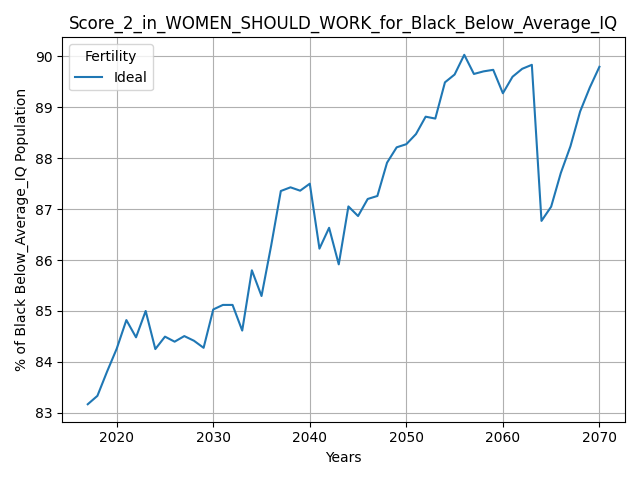 Score_2_in_WOMEN_SHOULD_WORK_for_Black_Below_Average_IQ
Fertility
Ideal
% of Black Below_Average_IQ Population
90
89
88
87
86
85
84
83
2020 2030 2040 2050 2060 2070
Years